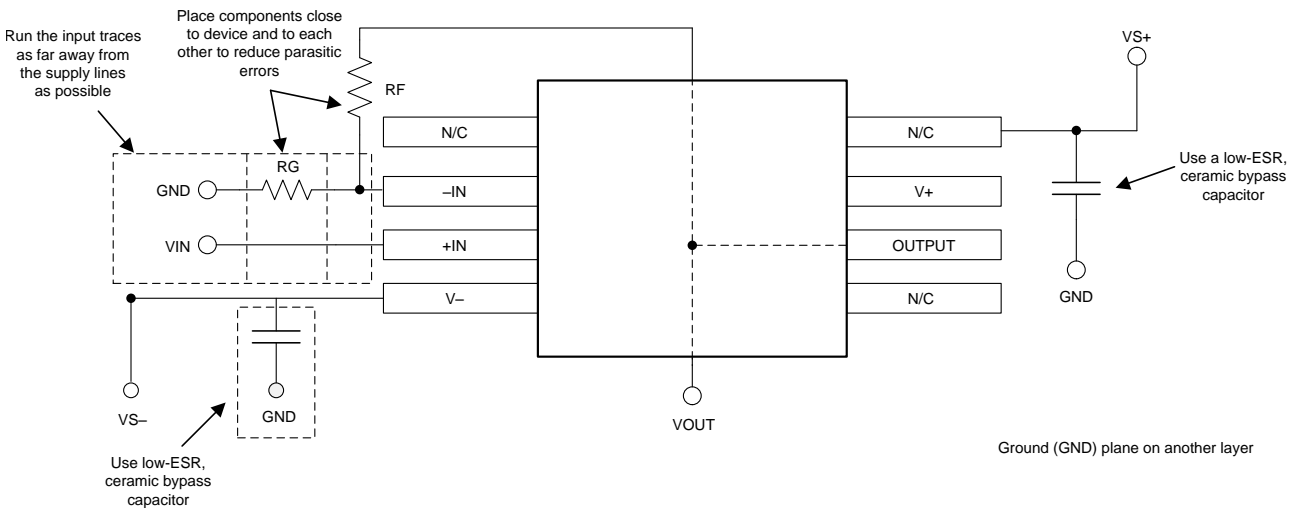 Run the input traces
as far away from
the supply lines
as possible
Place components close
to device and to each
other to reduce parasitic
errors
RF
RG
GND
VIN
N/C
–IN
+IN
V–
VS–
GND
Use low-ESR,
ceramic bypass
capacitor
VOUT
N/C
V+
OUTPUT
N/C
VS+
Use a low-ESR,
ceramic bypass
capacitor
GND
Ground (GND) plane on another layer